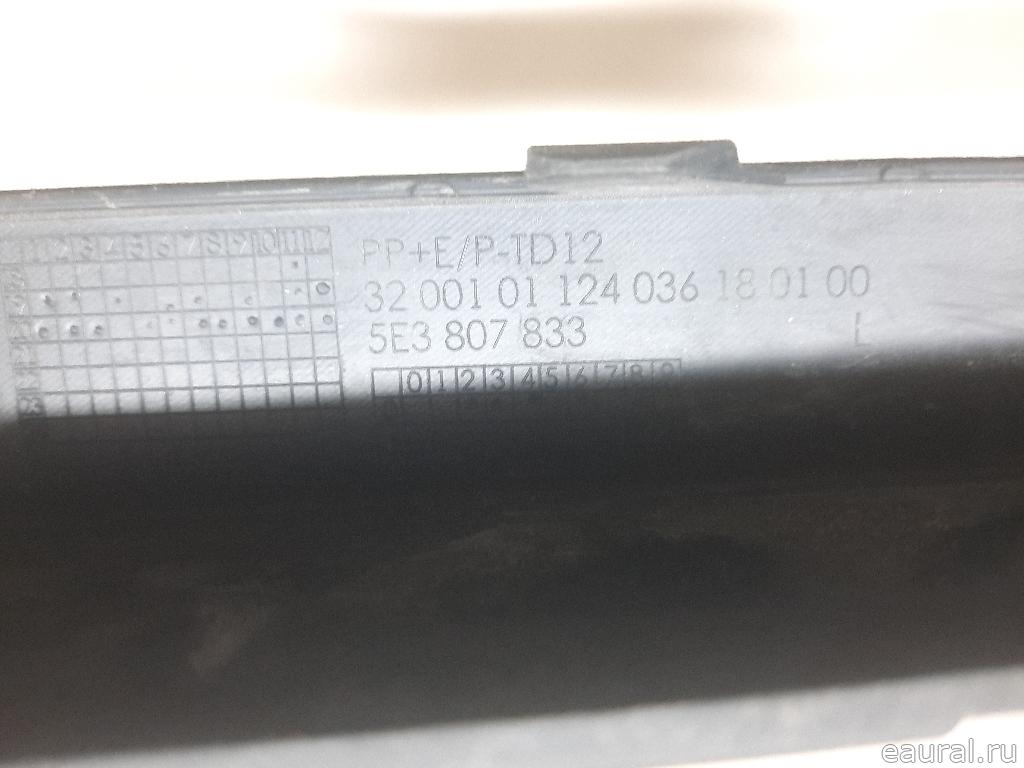 1 2 3 4 5 6 7 8 9 10 11 12
PP+E/P-TD12
32 001 01 124 036 18 01 00
5E3 807 833 L
0 1 2 3 4 5 6 7 8 9
23
eaural.ru